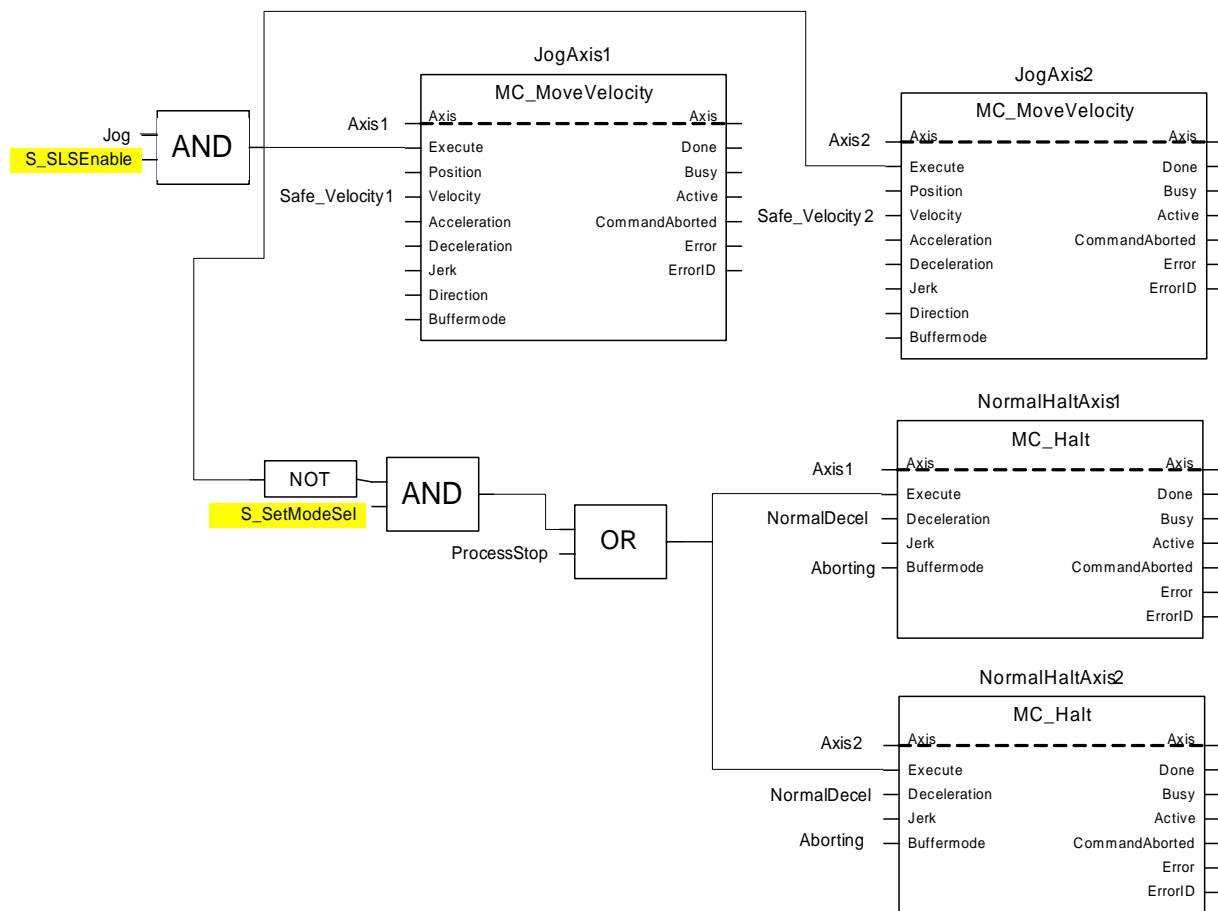 JogAxis1
MC_MoveVelocity
Axis1
Axis
Axis
Execute
Done
Position
Busy
Safe_Velocity1
Velocity
Active
Acceleration
CommandAborted
Deceleration
Error
Jerk
ErrorID
Direction
Buffermode
Jog
S_SLSEnable
AND
JogAxis2
MC_MoveVelocity
Axis2
Axis
Axis
Execute
Done
Position
Busy
Safe_Velocity2
Velocity
Active
Acceleration
CommandAborted
Deceleration
Error
Jerk
ErrorID
Direction
Buffermode
NOT
S_SetModeSel
AND
ProcessStop
OR
NormalHaltAxis1
MC_Halt
Axis1
Axis
Axis
Execute
Done
NormalDecel
Deceleration
Busy
Jerk
Active
Aborting
Buffermode
CommandAborted
Error
ErrorID
NormalHaltAxis2
MC_Halt
Axis2
Axis
Axis
Execute
Done
NormalDecel
Deceleration
Busy
Jerk
Active
Aborting
Buffermode
CommandAborted
Error
ErrorID